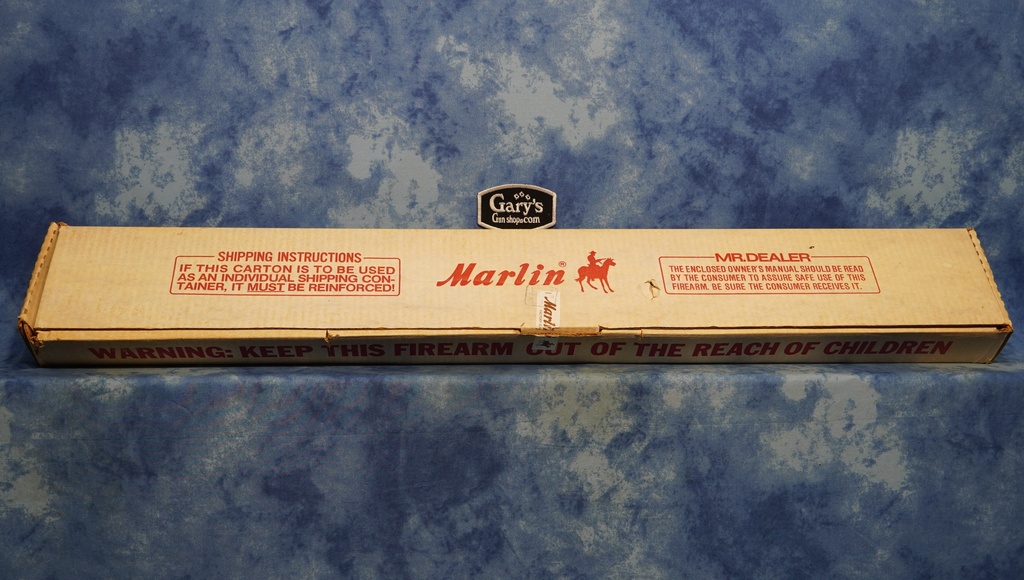 Gary's
Gun shop.com
SHIPPING INSTRUCTIONS
IF THIS CARTON IS TO BE USED
AS AN INDIVIDUAL SHIPPING CON-
TAINER, IT MUST BE REINFORCED!
Marlin®
MR. DEALER
THE ENCLOSED OWNER'S MANUAL SHOULD BE READ
BY THE CONSUMER TO ASSURE SAFE USE OF THIS
FIREARM. BE SURE THE CONSUMER RECEIVES IT.
Marlin
WARNING: KEEP THIS FIREARM OUT OF THE REACH OF CHILDREN